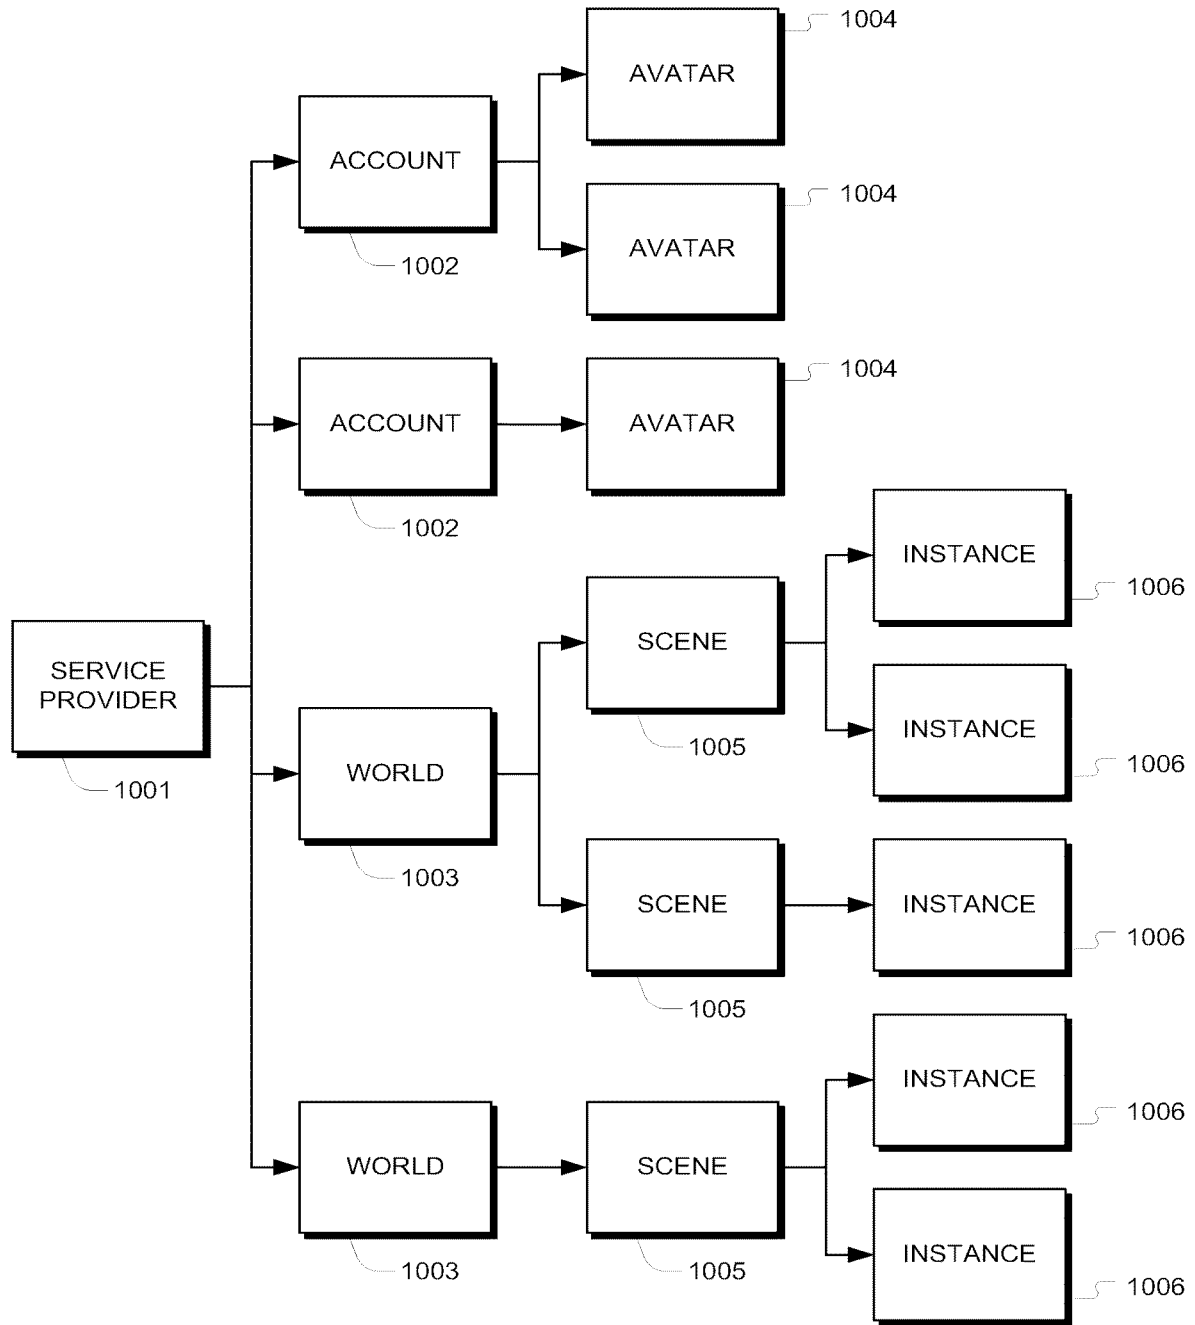 1004
AVATAR
ACCOUNT
1004
AVATAR
1002
1004
ACCOUNT
AVATAR
1002
INSTANCE
1006
SCENE
SERVICE
PROVIDER
1005
INSTANCE
1006
WORLD
1001
1003
SCENE
INSTANCE
1006
1005
INSTANCE
1006
WORLD
SCENE
1003
1005
INSTANCE
1006